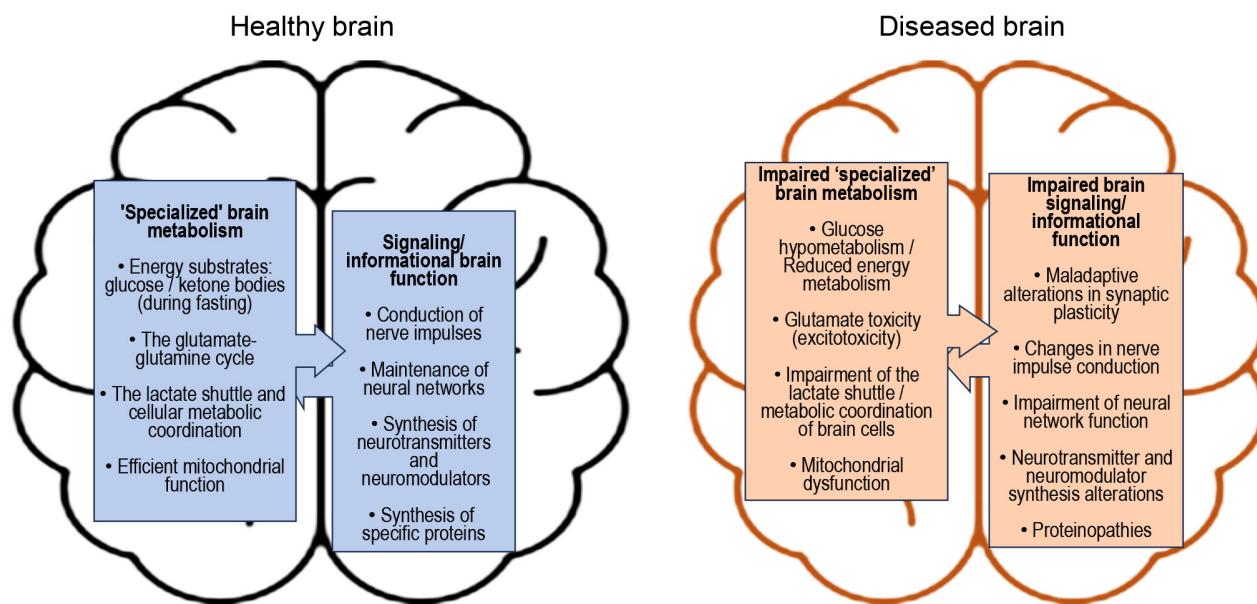 Healthy brain
'Specialized' brain
metabolism
• Energy substrates:
glucose / ketone bodies
(during fasting)
• The glutamate-
glutamine cycle
• The lactate shuttle and
cellular metabolic
coordination
• Efficient mitochondrial
function
Signaling/
informational brain
function
• Conduction of
nerve impulses
• Maintenance of
neural networks
• Synthesis of
neurotransmitters
and
neuromodulators
• Synthesis of
specific proteins
Diseased brain
Impaired ‘specialized’
brain metabolism
• Glucose
hypometabolism /
Reduced energy
metabolism
• Glutamate toxicity
(excitotoxicity)
• Impairment of the
lactate shuttle /
metabolic coordination
of brain cells
• Mitochondrial
dysfunction
Impaired brain
signaling/
informational
function
• Maladaptive
alterations in synaptic
plasticity
• Changes in nerve
impulse conduction
• Impairment of neural
network function
• Neurotransmitter and
neuromodulator
synthesis alterations
• Proteinopathies